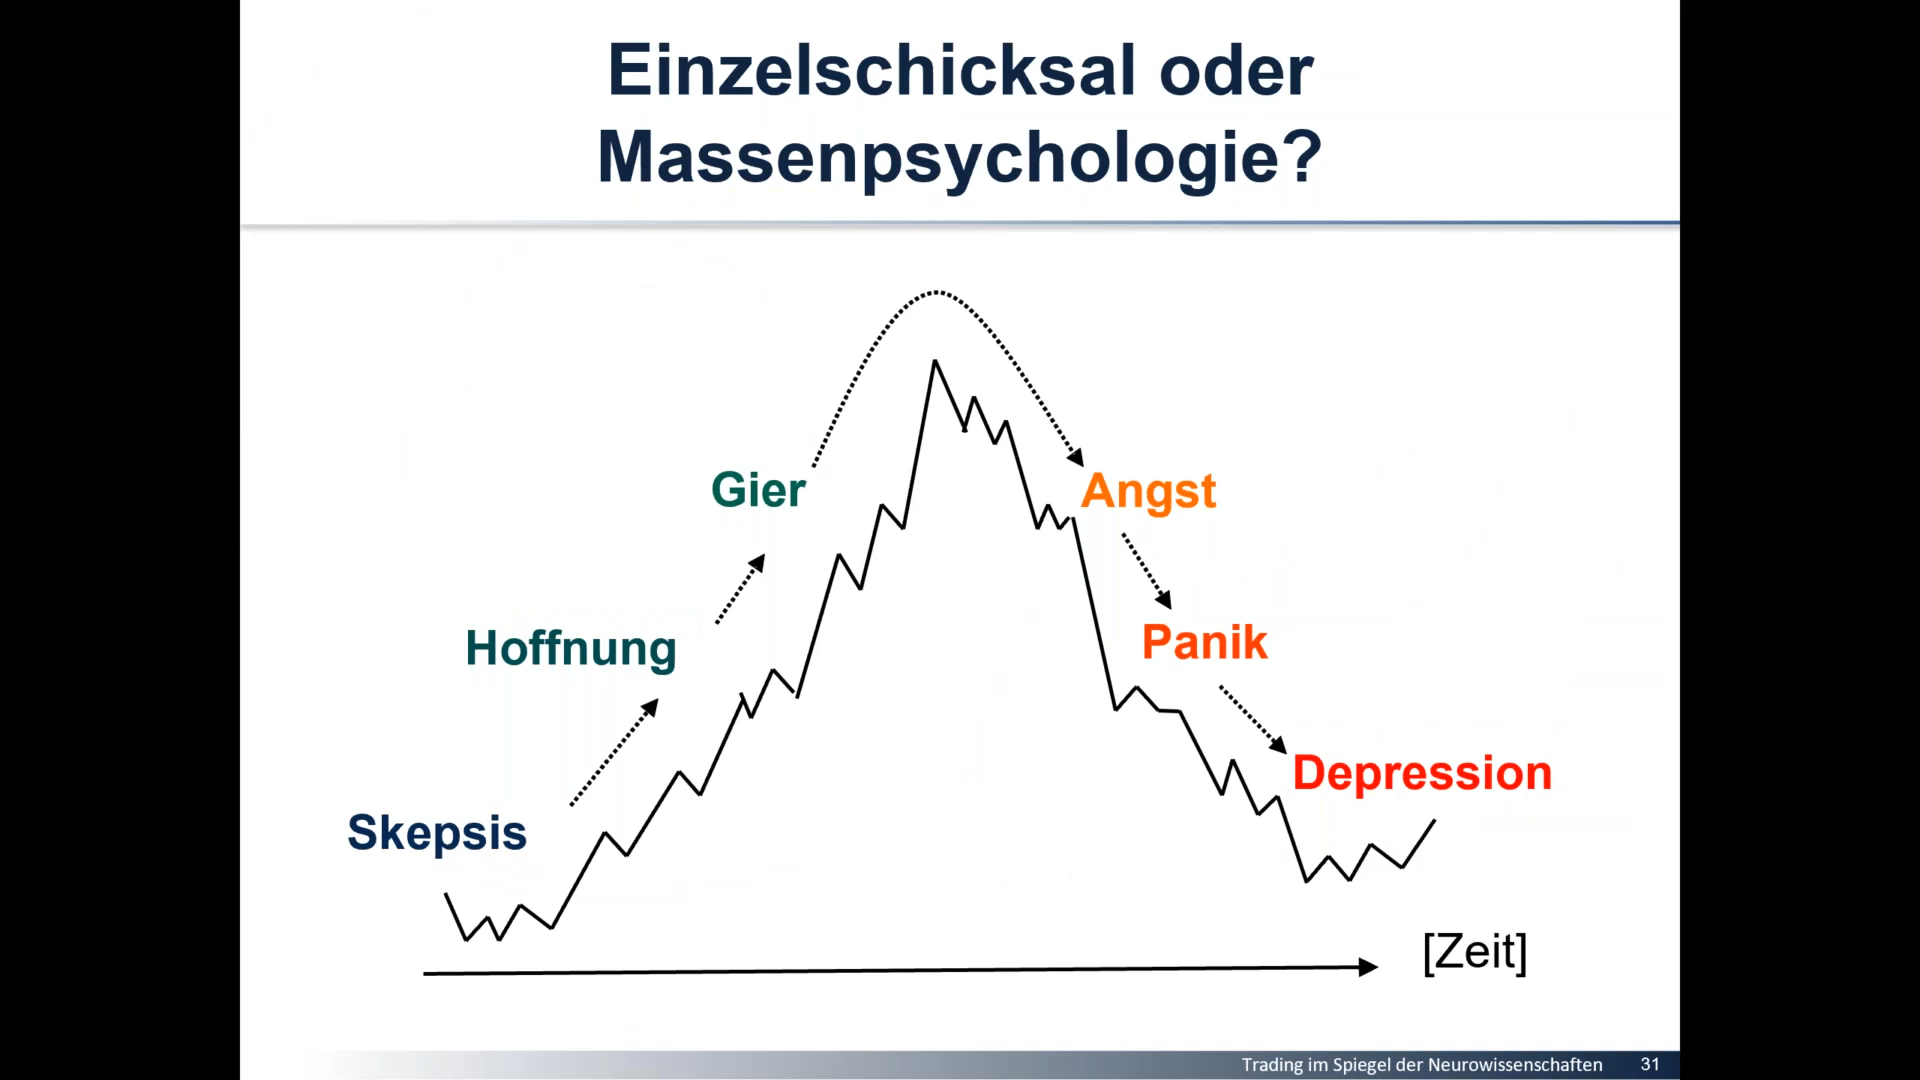 Einzelschicksal oder
Massenpsychologie?
Gier
Angst
Hoffnung
Panik
Skepsis
Depression
[Zeit]
Trading im Spiegel der Neurowissenschaften 31